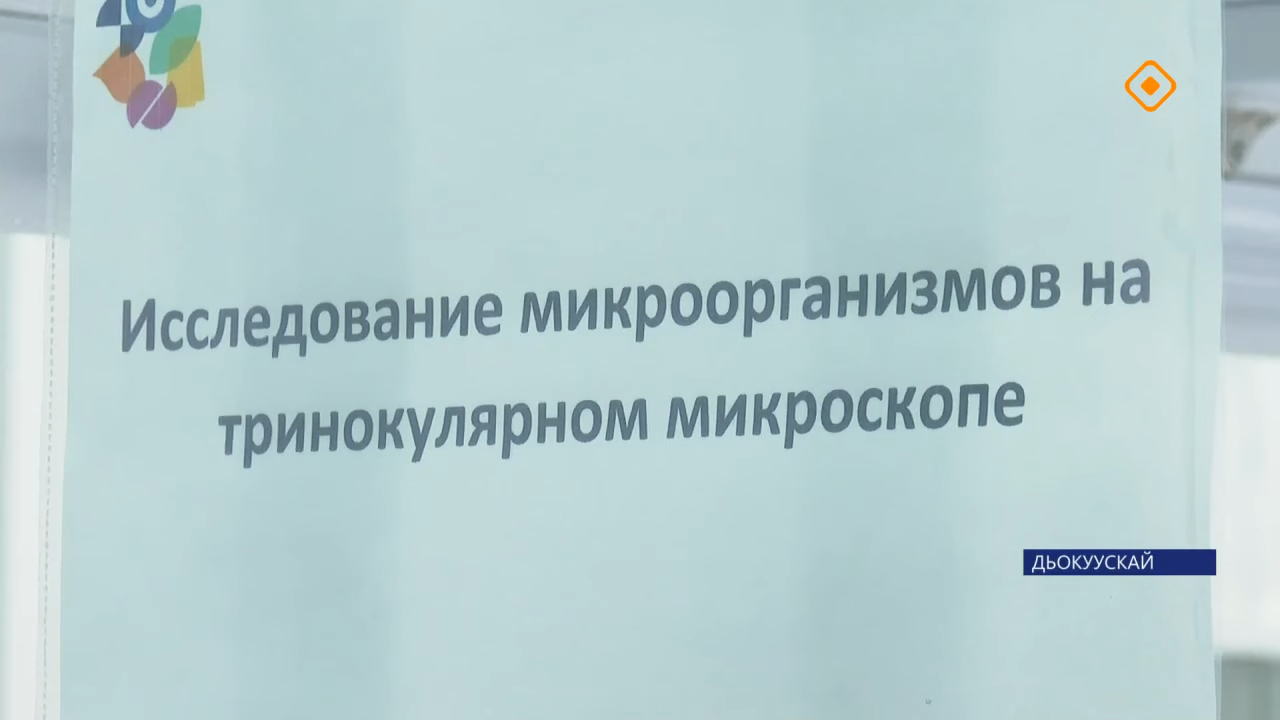 Исследование микроорганизмов на
тринокулярном микроскопе
ДЬОКУУСКАЙ